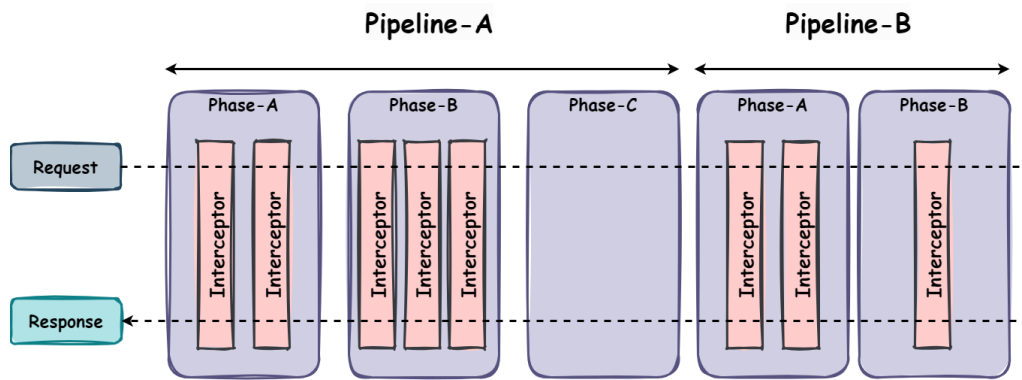 Pipeline-A
Pipeline-B
Phase-A
Phase-B
Phase-C
Phase-A
Phase-B
Request
Interceptor
Interceptor
Interceptor
Interceptor
Interceptor
Interceptor
Interceptor
Interceptor
Response